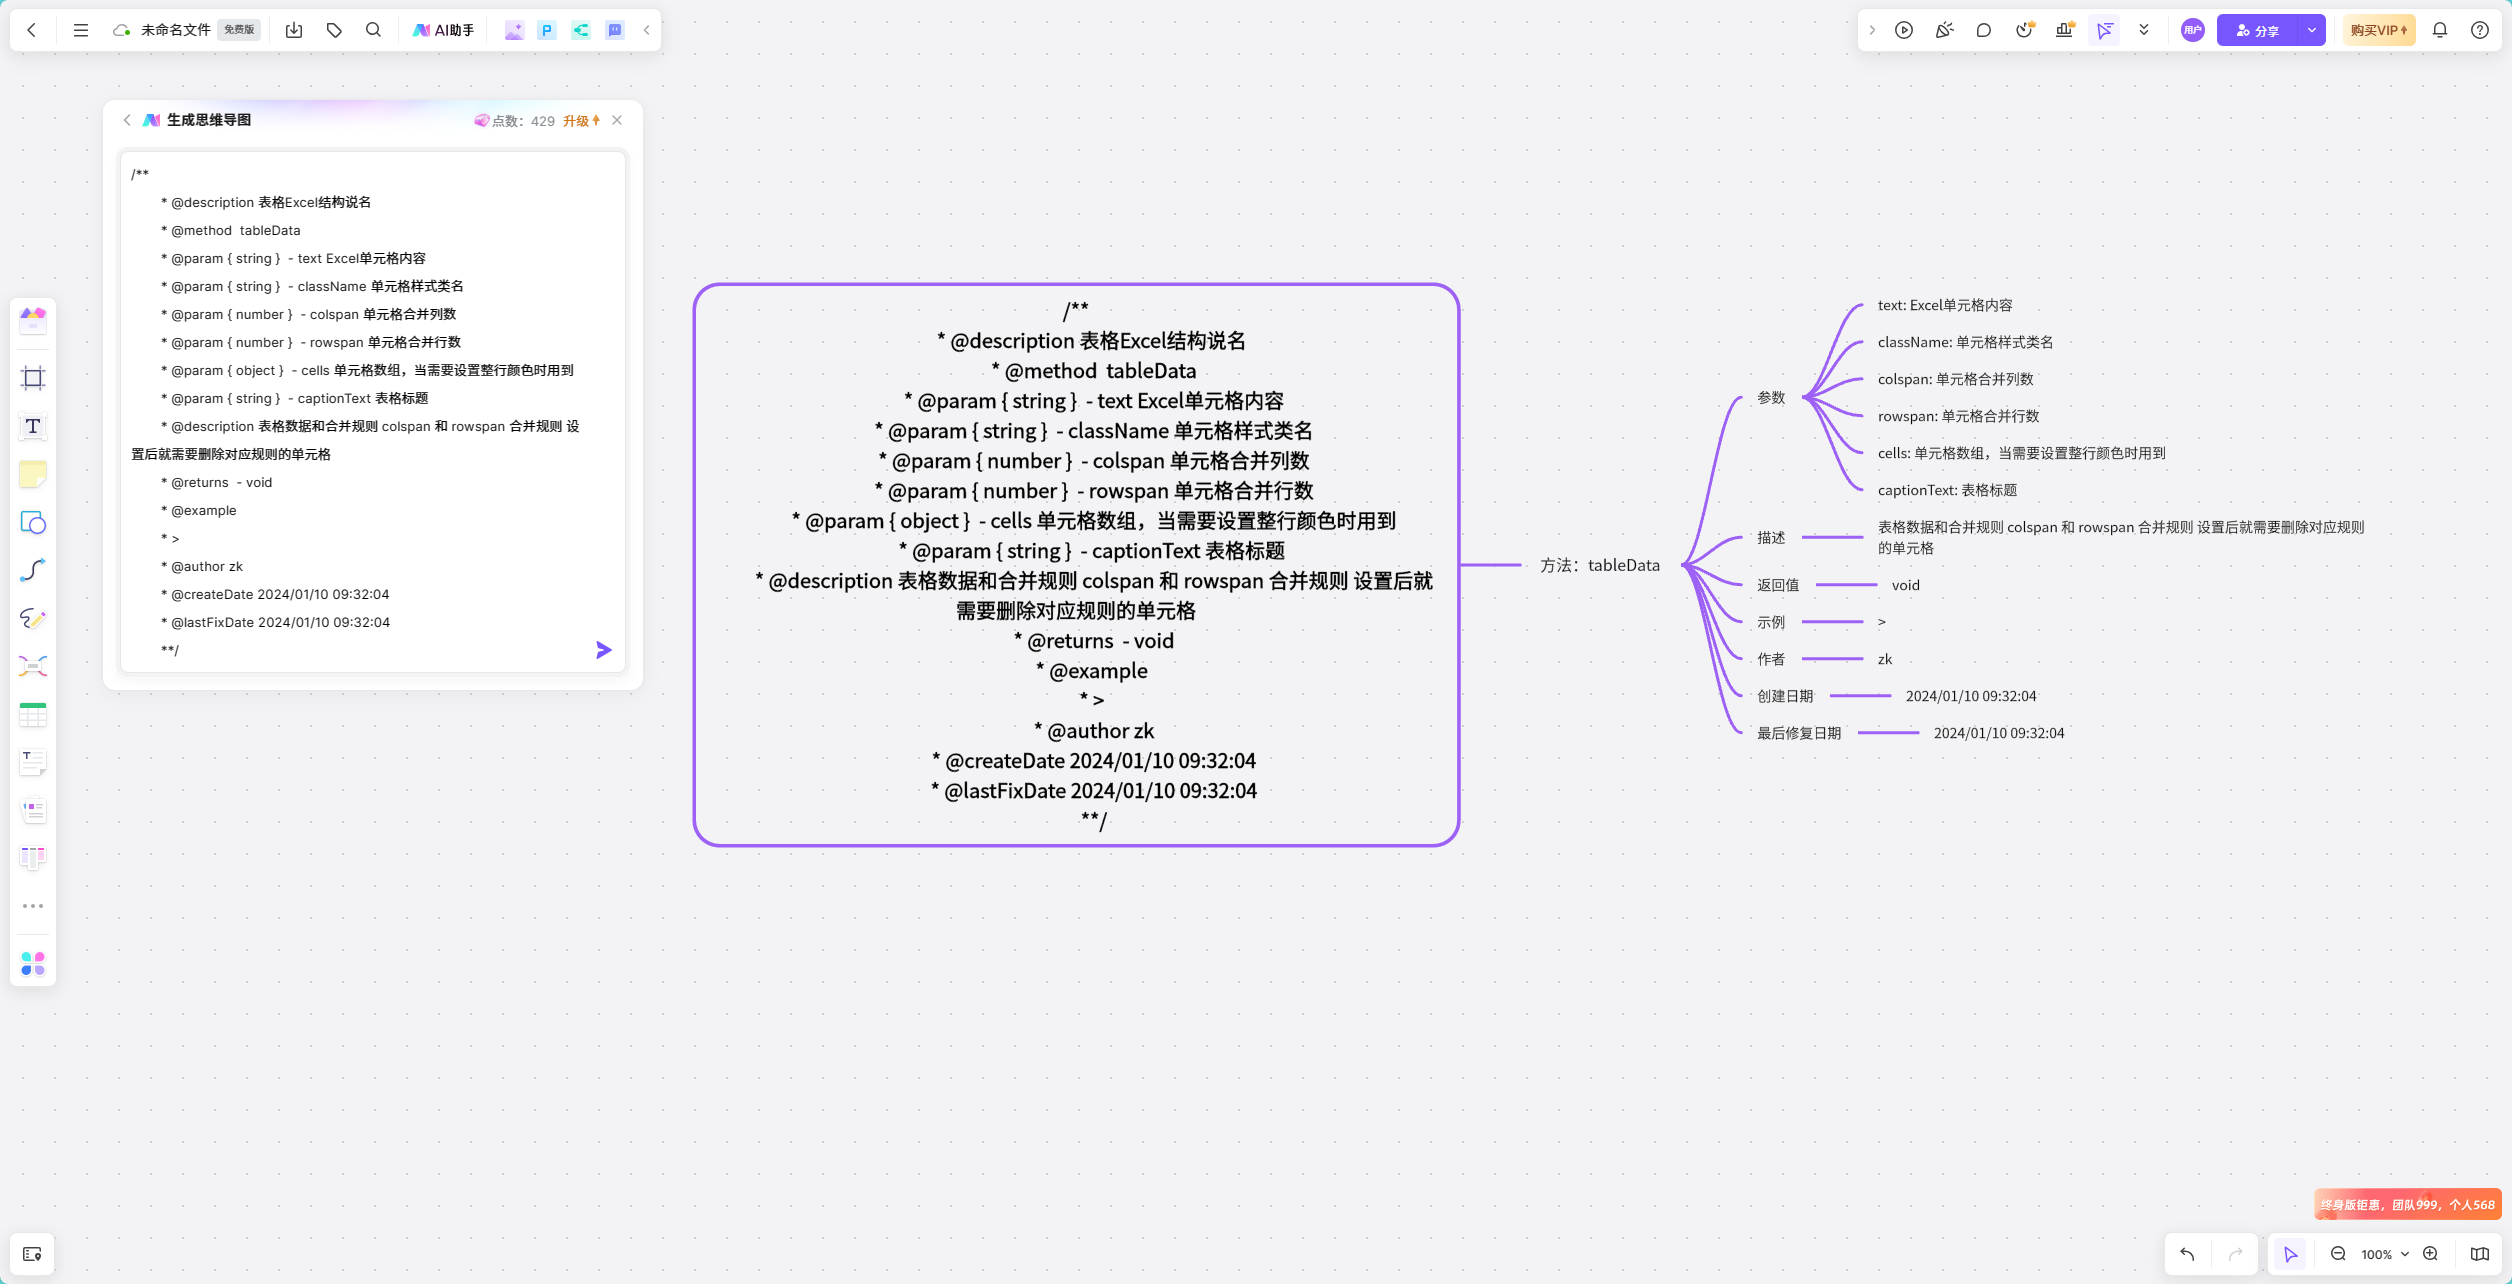 未命名文件
免费版
AI助手
用户
分享
购买VIP
生成思维导图
点数：429
升级
/**
* @description 表格Excel结构说名
* @method  tableData
* @param { string }  - text Excel单元格内容
* @param { string }  - className 单元格样式类名
* @param { number }  - colspan 单元格合并列数
* @param { number }  - rowspan 单元格合并行数
* @param { object }  - cells 单元格数组，当需要设置整行颜色时用到
* @param { string }  - captionText 表格标题
* @description 表格数据和合并规则 colspan 和 rowspan 合并规则 设
置后就需要删除对应规则的单元格
* @returns  - void
* @example
* >
* @author zk
* @createDate 2024/01/10 09:32:04
* @lastFixDate 2024/01/10 09:32:04
**/
/**
* @description 表格Excel结构说名
* @method  tableData
* @param { string }  - text Excel单元格内容
* @param { string }  - className 单元格样式类名
* @param { number }  - colspan 单元格合并列数
* @param { number }  - rowspan 单元格合并行数
* @param { object }  - cells 单元格数组，当需要设置整行颜色时用到
* @param { string }  - captionText 表格标题
* @description 表格数据和合并规则 colspan 和 rowspan 合并规则 设置后就
需要删除对应规则的单元格
* @returns  - void
* @example
* >
* @author zk
* @createDate 2024/01/10 09:32:04
* @lastFixDate 2024/01/10 09:32:04
**/
方法：tableData
参数
text: Excel单元格内容
className: 单元格样式类名
colspan: 单元格合并列数
rowspan: 单元格合并行数
cells: 单元格数组，当需要设置整行颜色时用到
captionText: 表格标题
描述
表格数据和合并规则 colspan 和 rowspan 合并规则 设置后就需要删除对应规则
的单元格
返回值
void
示例
>
作者
zk
创建日期
2024/01/10 09:32:04
最后修复日期
2024/01/10 09:32:04
终身版钜惠，团队999，个人568
100%